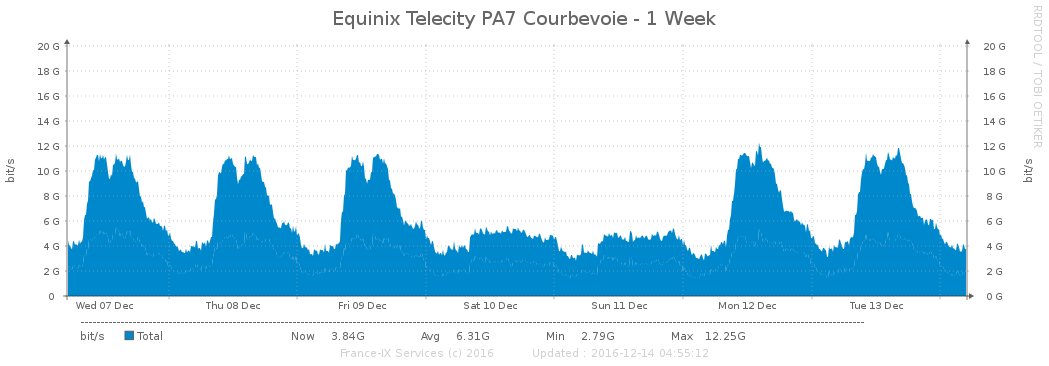 Equinix Telecity PA7 Courbevoie - 1 Week
RRDTOOL / TOBI OETIKER
bit/s
20 G 20 G
18 G 18 G
16 G 16 G
14 G 14 G
12 G 12 G
10 G 10 G
8 G 8 G
6 G 6 G
4 G 4 G
2 G 2 G
0 0 G
bit/s
Wed 07 Dec Thu 08 Dec Fri 09 Dec Sat 10 Dec Sun 11 Dec Mon 12 Dec Tue 13 Dec
bit/s Total Now 3.84G Avg 6.31G Min 2.79G Max 12.25G
France-IX Services (c) 2016 Updated : 2016-12-14 04:55:12